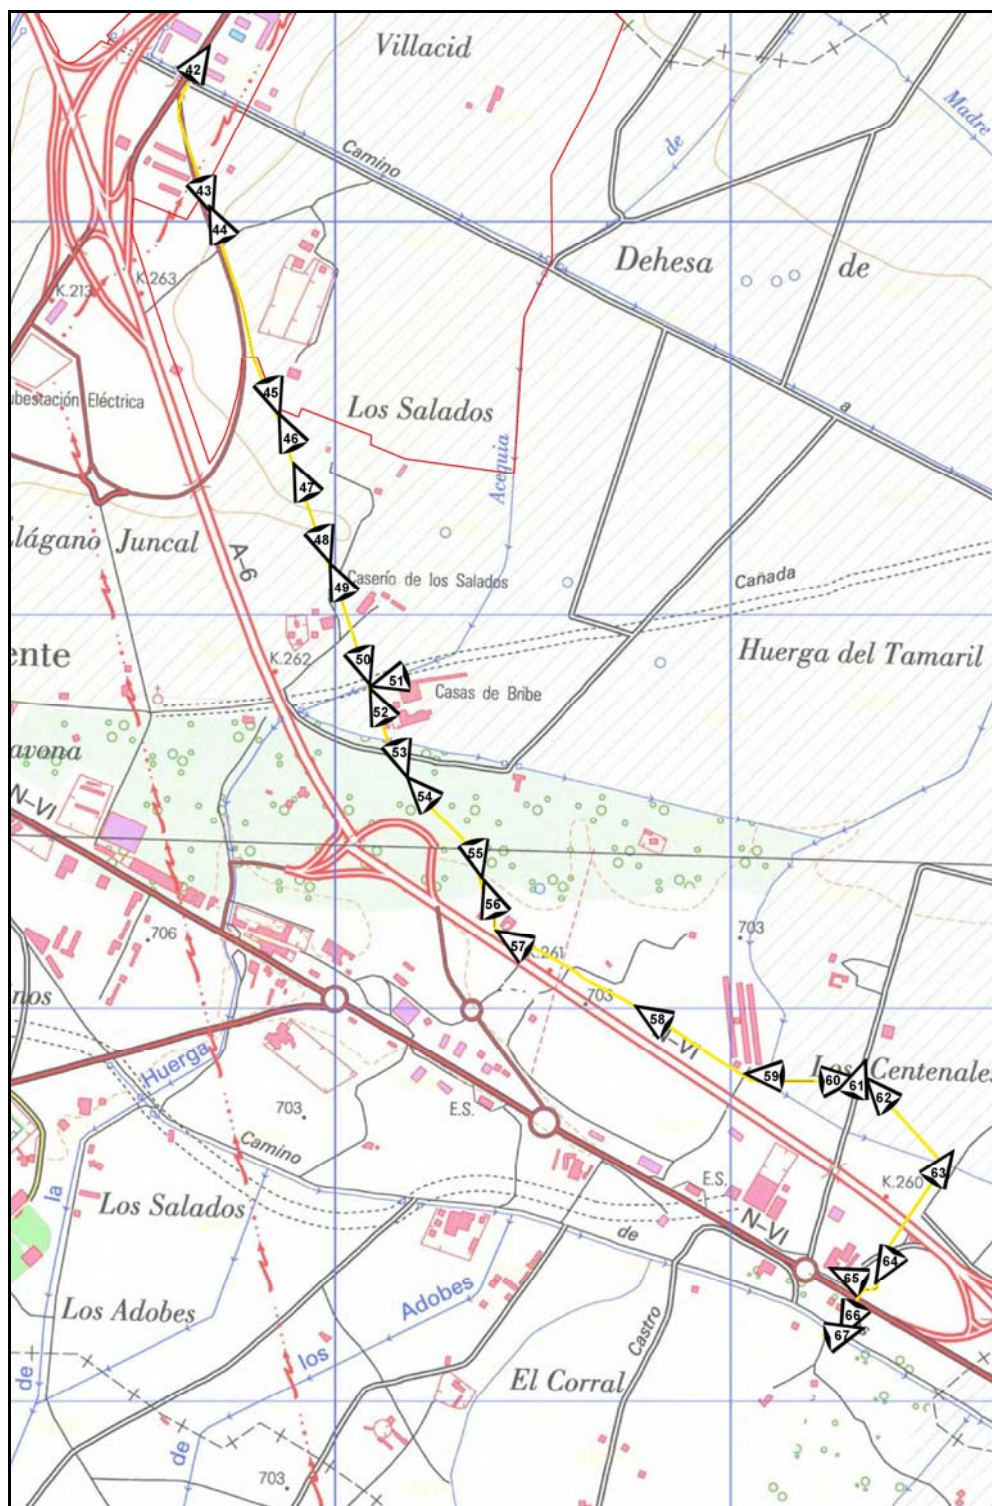 Villacid
42
Madre
de
Camino
43
44
Dehesa
de
K.263
K.213
45
ubestación Eléctrica
Los Salados
a
46
Acequia
47
lágano Juncal
48
A-6
49
Caserío de los Salados
Cañada
ente
50
K.262
51
Huerga del Tamaril
Casas de Bribe
52
avona
53
N-VI
54
55
56
706
57
K.261
703
nos
703
58
N-VI
Huerga
59
60
61
62
Los Centenales
703
E.S.
Camino
63
K.260
la
Los Salados
E.S.
N-VI
de
64
65
Adobes
Los Adobes
66
67
Castro
los
de
El Corral
de
703